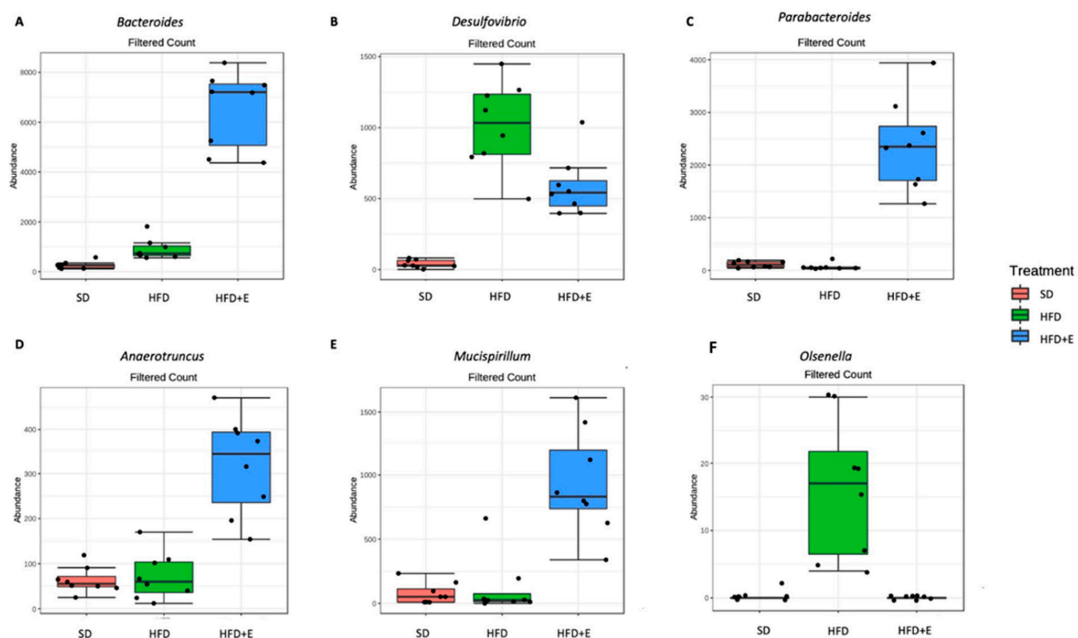 A
Bacteroides
Filtered Count
8000
6000
4000
2000
0
Abundance
SD
HFD
HFD+E
B
Desulfovibrio
Filtered Count
1500
1000
500
0
Abundance
SD
HFD
HFD+E
C
Parabacteroides
Filtered Count
4000
3000
2000
1000
0
Abundance
SD
HFD
HFD+E
Treatment
SD
HFD
HFD+E
D
Anaerotruncus
Filtered Count
400
300
200
100
0
Abundance
SD
HFD
HFD+E
E
Mucispirillum
Filtered Count
1500
1000
500
0
Abundance
SD
HFD
HFD+E
F
Olsenella
Filtered Count
30
20
10
0
Abundance
SD
HFD
HFD+E